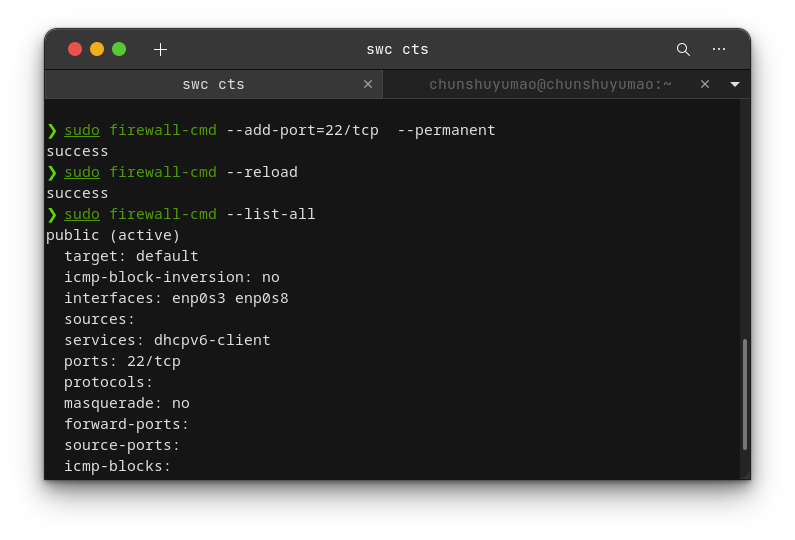 swc cts
swc cts chunshuyumao@chunshuyumao:~
❯ sudo firewall-cmd --add-port=22/tcp  --permanent
success
❯ sudo firewall-cmd --reload
success
❯ sudo firewall-cmd --list-all
public (active)
  target: default
  icmp-block-inversion: no
  interfaces: enp0s3 enp0s8
  sources:
  services: dhcpv6-client
  ports: 22/tcp
  protocols:
  masquerade: no
  forward-ports:
  source-ports:
  icmp-blocks: